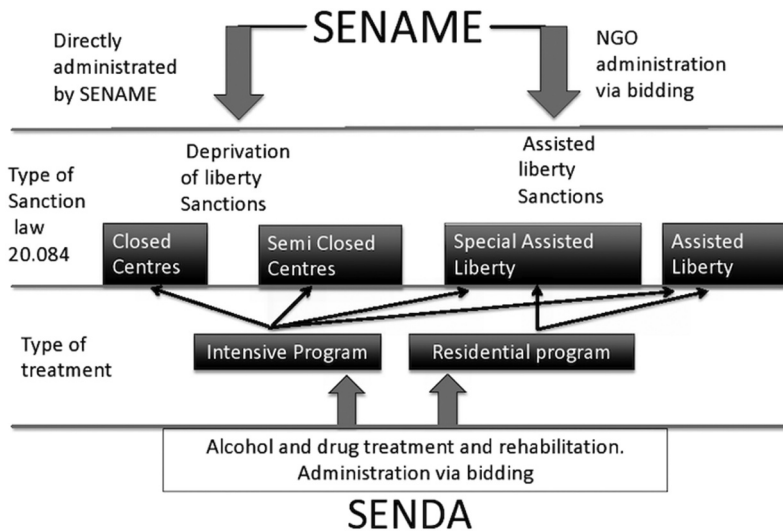 SENAME
Directly
administrated
by SENAME
NGO
administration
via bidding
Type of
Sanction
law
20.084
Deprivation
of liberty
Sanctions
Assisted
liberty
Sanctions
Closed
Centres
Semi Closed
Centres
Special Assisted
Liberty
Assisted
Liberty
Type of
treatment
Intensive Program
Residential program
Alcohol and drug treatment and rehabilitation.
Administration via bidding
SENDA